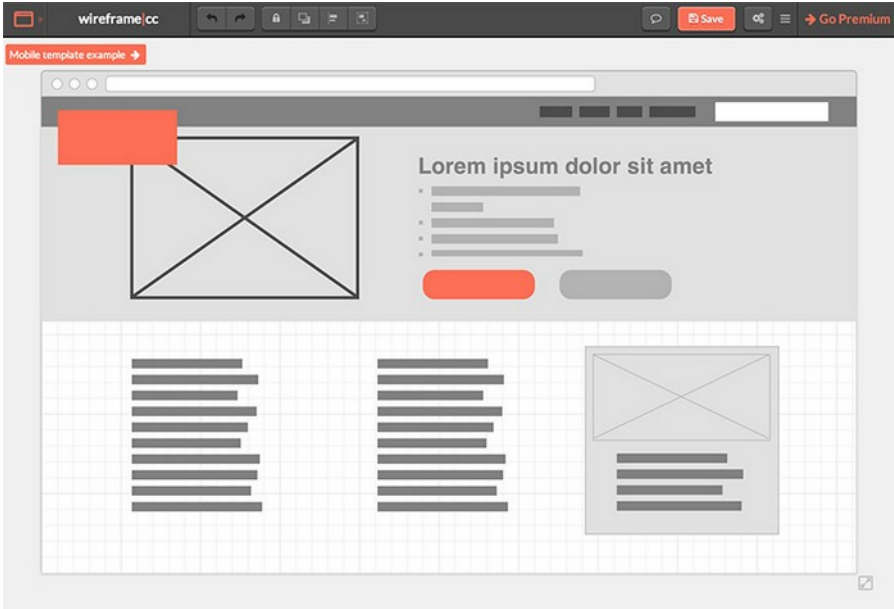 wireframe|cc
Save
Go Premium
Mobile template example
Lorem ipsum dolor sit amet